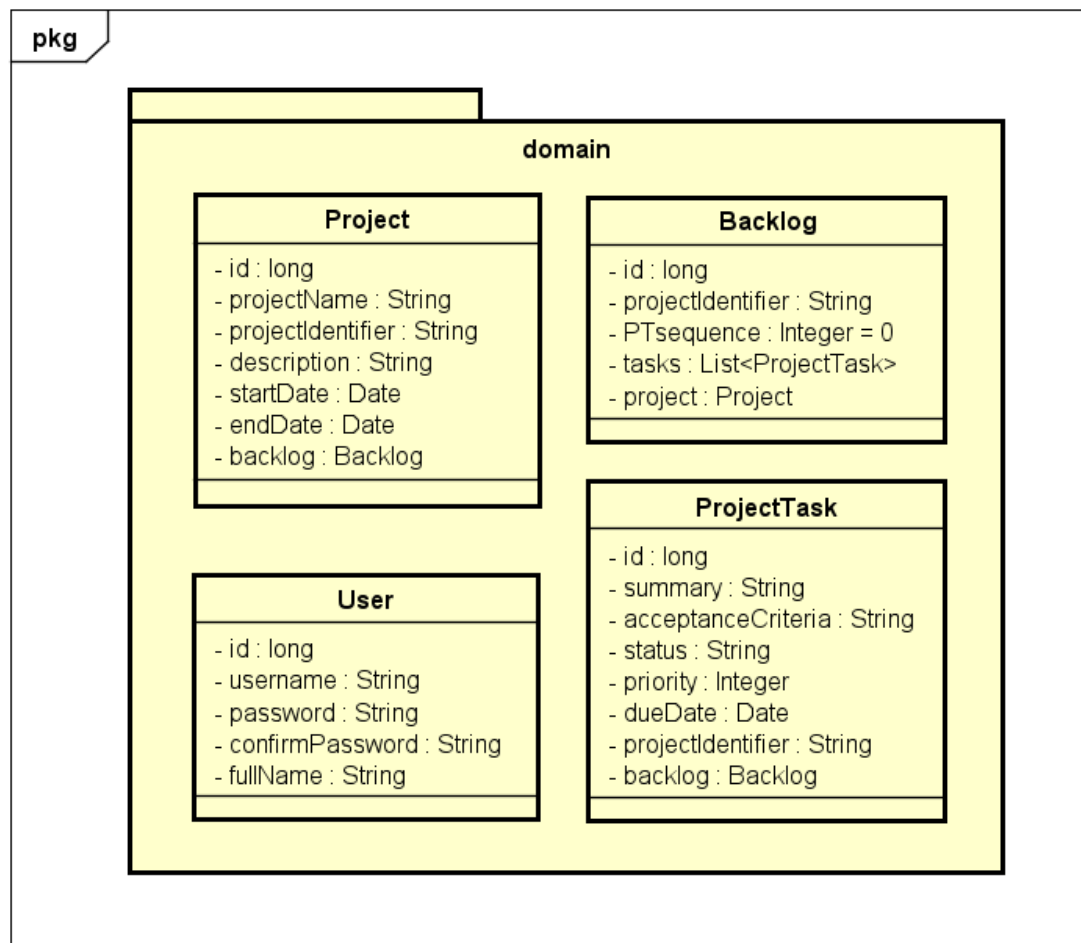 pkg
domain
Project
- id : long
- projectName : String
- projectIdentifier : String
- description : String
- startDate : Date
- endDate : Date
- backlog : Backlog
Backlog
- id : long
- projectIdentifier : String
- PTsequence : Integer = 0
- tasks : List<ProjectTask>
- project : Project
User
- id : long
- username : String
- password : String
- confirmPassword : String
- fullName : String
ProjectTask
- id : long
- summary : String
- acceptanceCriteria : String
- status : String
- priority : Integer
- dueDate : Date
- projectIdentifier : String
- backlog : Backlog